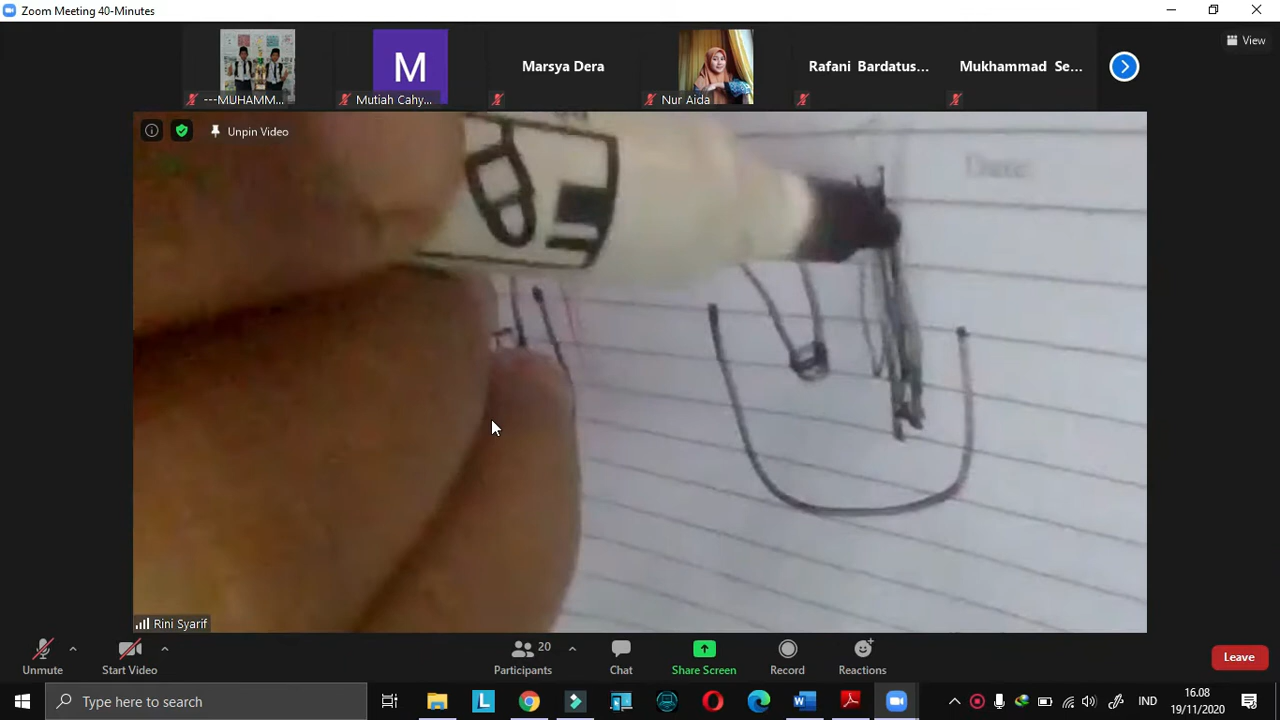 Zoom Meeting 40-Minutes
View
---MUHAMM...
M
Mutiah Cahy...
Marsya Dera
Nur Aida
Rafani Bardatus...
Mukhammad Se...
Unpin Video
Date
Rini Syarif
Unmute
Start Video
20
Participants
Chat
Share Screen
Record
Reactions
Leave
Type here to search
L
W
IND
16.08
19/11/2020